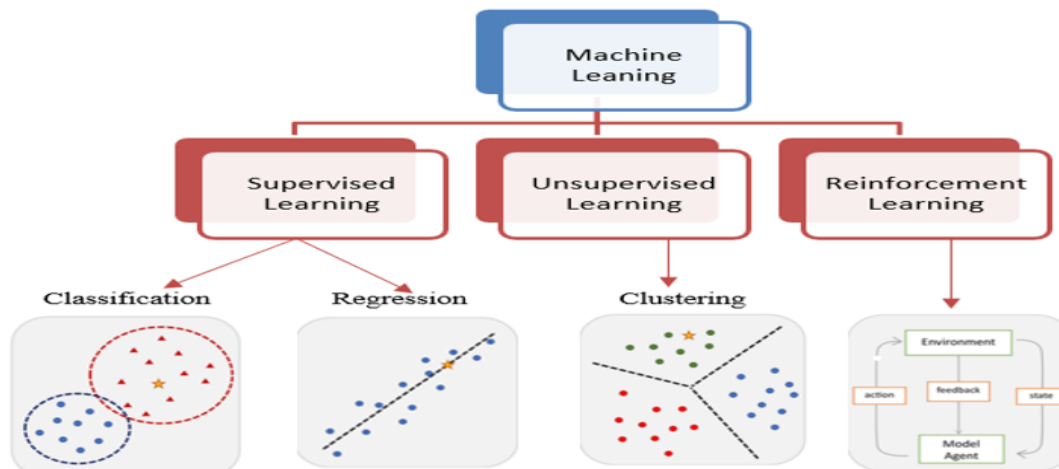 Machine
Leaning
Supervised
Learning
Unsupervised
Learning
Reinforcement
Learning
Classification
Regression
Clustering
Environment
action
feedback
state
Model
Agent